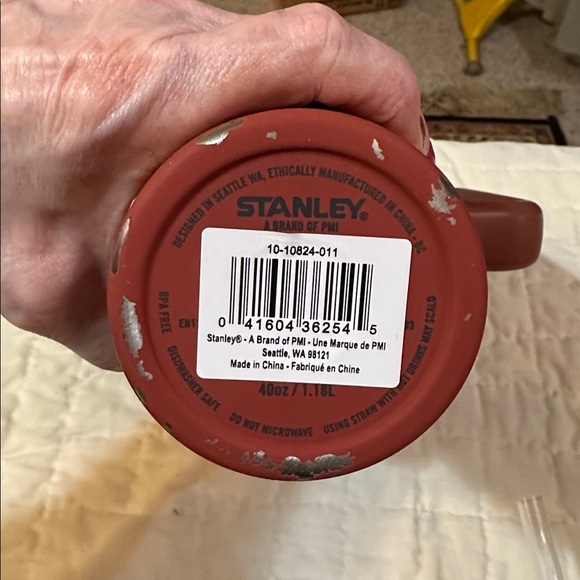 DESIGNED IN SEATTLE WA, ETHICALLY MANUFACTURED IN CHINA
STANLEY®
A BRAND OF PMI
10-10824-011
0 41604 36254 5
Stanley® - A Brand of PMI - Une Marque de PMI
Seattle, WA 98121
Made in China - Fabriqué en Chine
BPA FREE
DISHWASHER SAFE
40oz / 1.18L
DO NOT MICROWAVE
USING STRAW WITH HOT DRINKS MAY SCALD